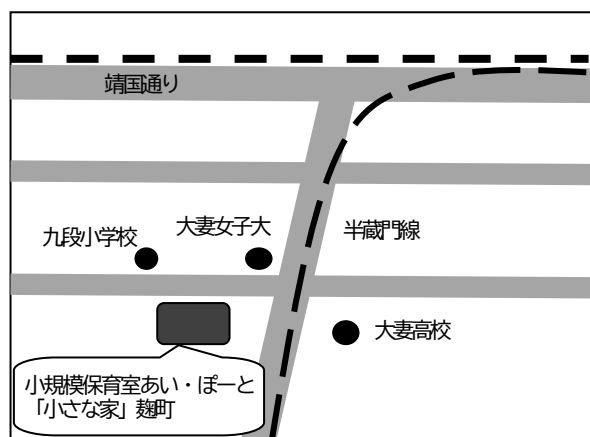 靖国通り
大妻女子大
九段小学校
半蔵門線
大妻高校
小規模保育室あい・ぽーと
「小さな家」麹町